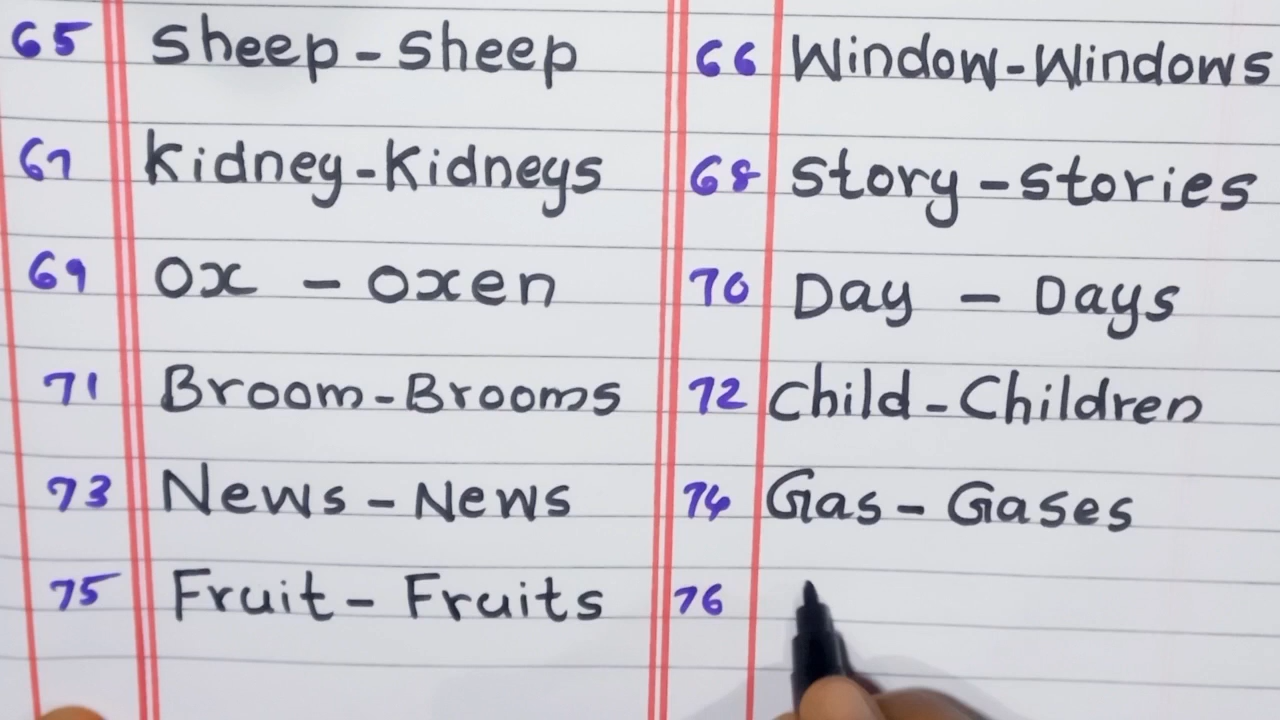 65 Sheep - Sheep 66 Window - Windows
67 Kidney - Kidneys 68 Story - Stories
69 Ox - Oxen 70 Day - Days
71 Broom - Brooms 72 Child - Children
73 News - News 74 Gas - Gases
75 Fruit - Fruits 76